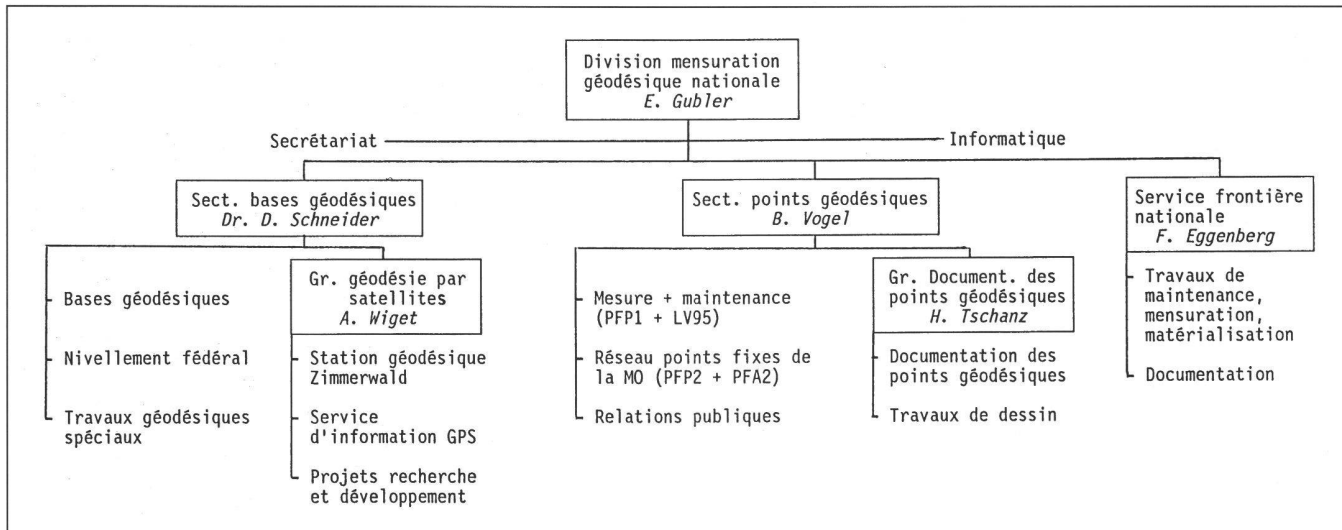 Division mensuration
géodésique nationale
E. Gubler
Secrétariat
Informatique
Sect. bases géodésiques
Dr. D. Schneider
Bases géodésiques
Nivellement fédéral
Travaux géodésiques
spéciaux
Gr. géodésie par
satellites
A. Wiget
Station géodésique
Zimmerwald
Service
d'information GPS
Projets recherche
et développement
Sect. points géodésiques
B. Vogel
Mesure + maintenance
(PFP1 + LV95)
Réseau points fixes de
la MO (PFP2 + PFA2)
Relations publiques
Gr. Document. des
points géodésiques
H. Tschanz
Documentation des
points géodésiques
Travaux de dessin
Service frontière
nationale
F. Eggenberg
Travaux de
maintenance,
mensuration,
matérialisation
Documentation